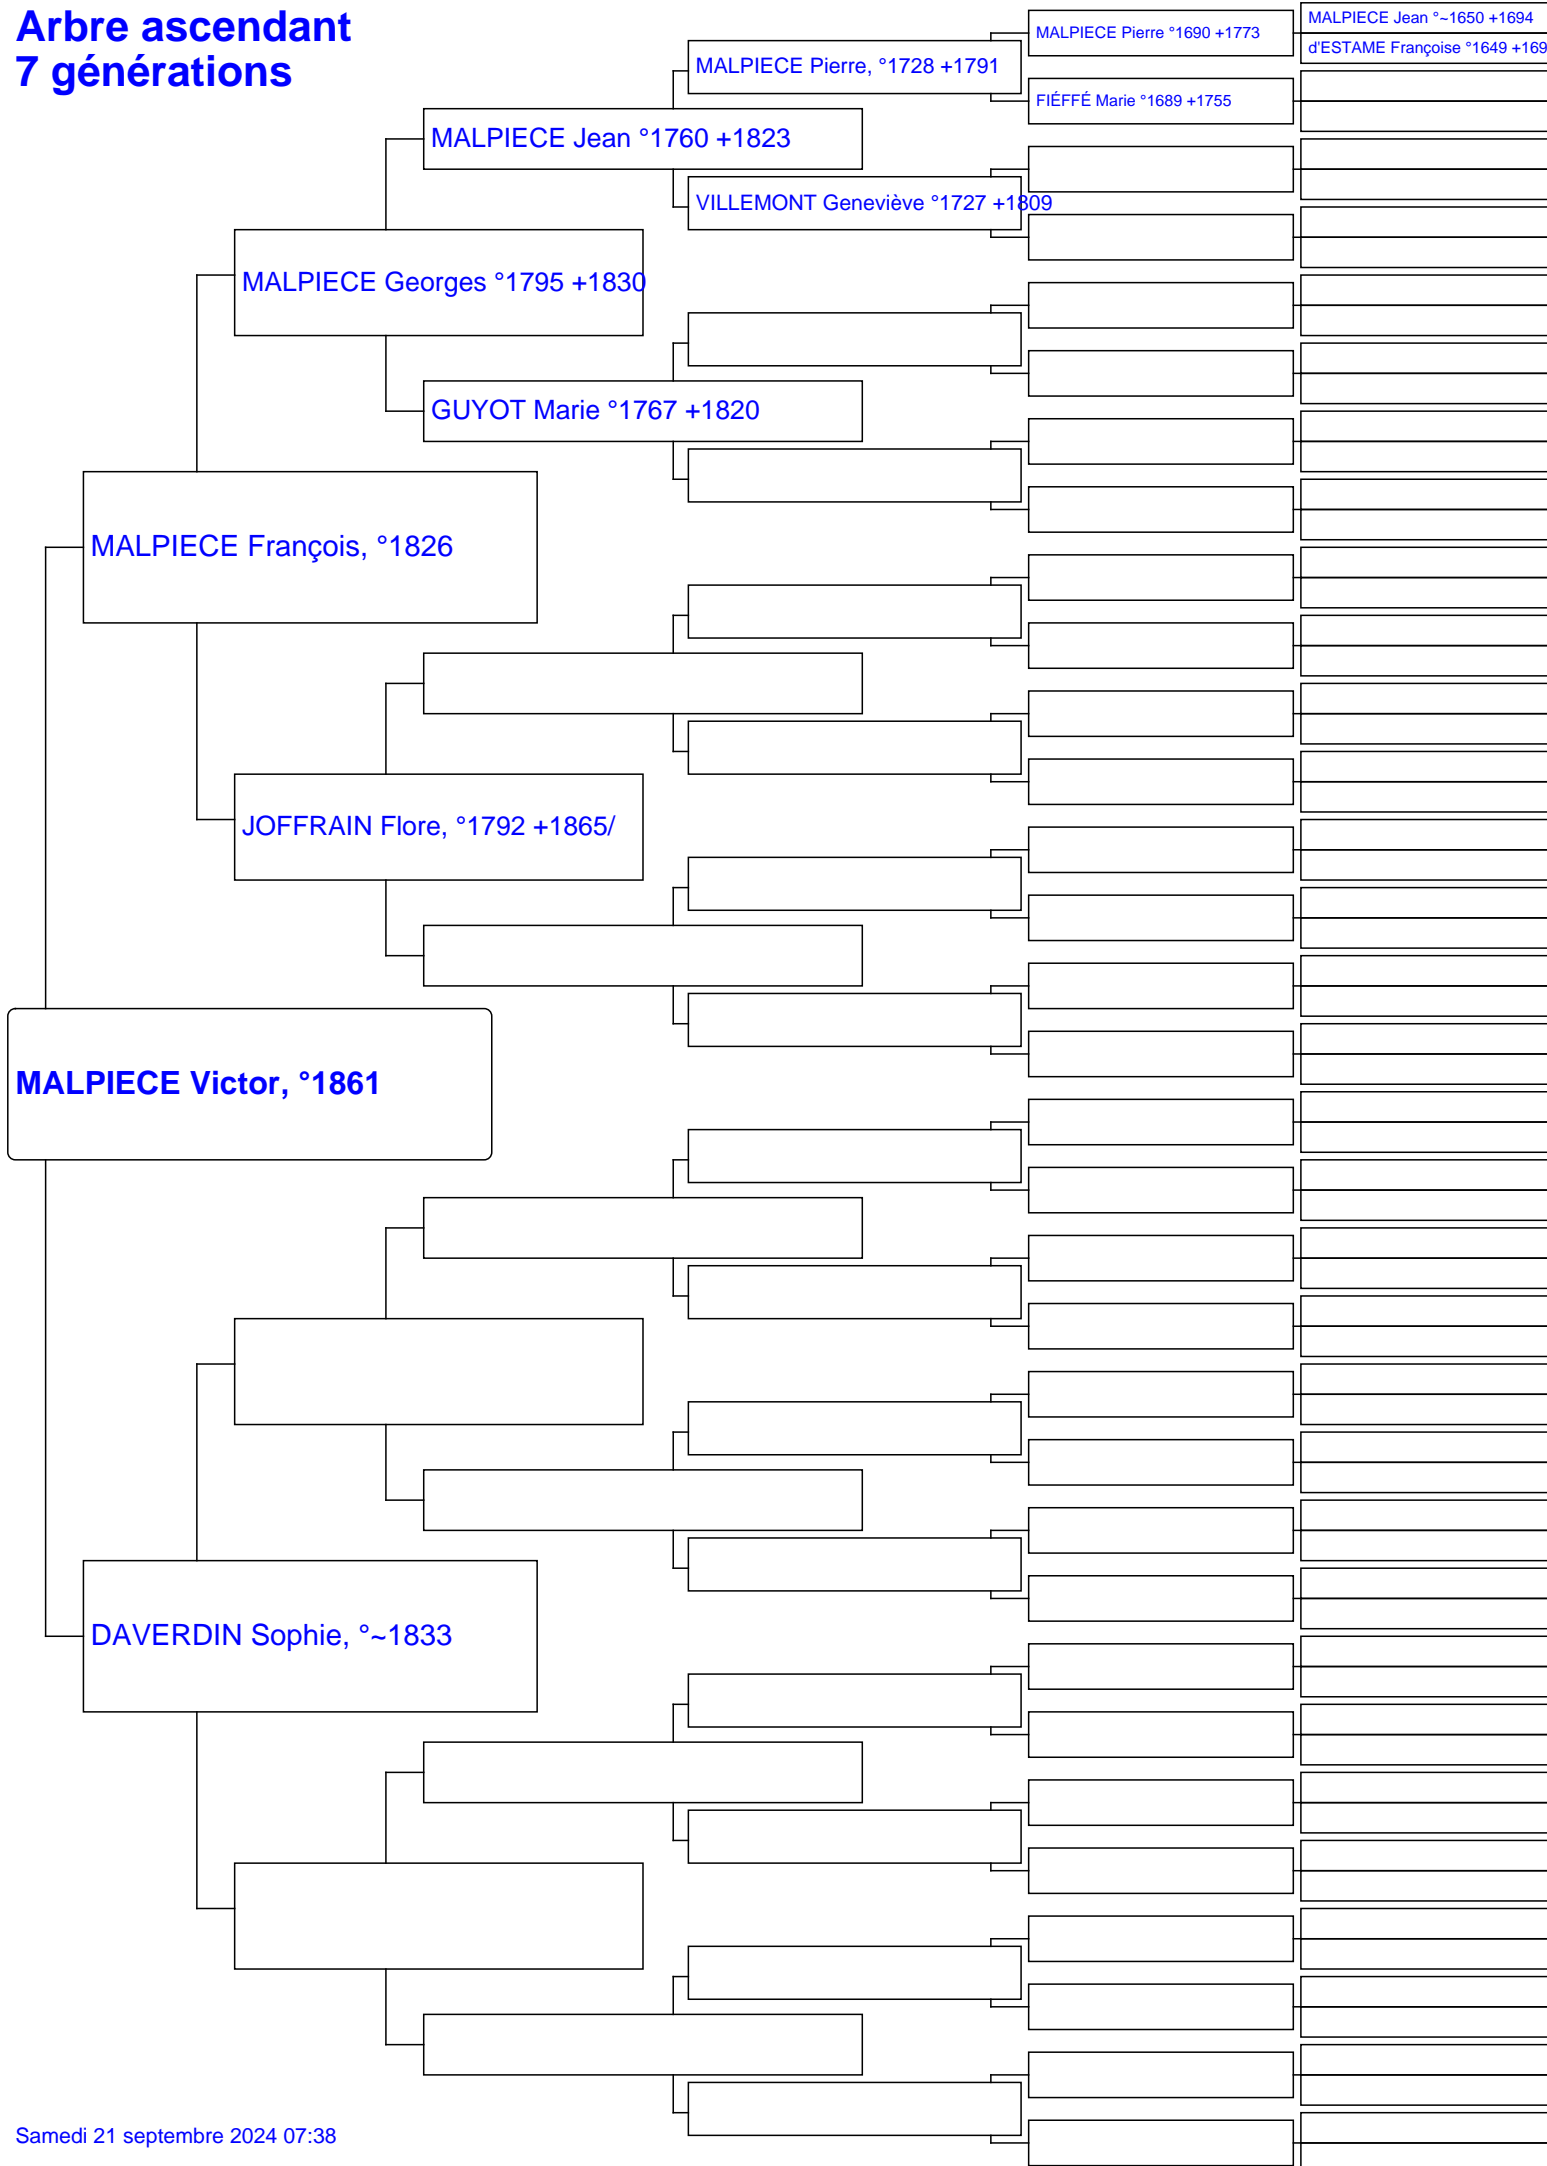 Arbre ascendant
7 générations
MALPIECE Jean °~1650 +1694
MALPIECE Pierre °1690 +1773
d'ESTAME Françoise °1649 +169
MALPIECE Pierre, °1728 +1791
FIÉFFÉ Marie °1689 +1755
MALPIECE Jean °1760 +1823
VILLEMONT Geneviève °1727 +1809
MALPIECE Georges °1795 +1830
GUYOT Marie °1767 +1820
MALPIECE François, °1826
JOFFRAIN Flore, °1792 +1865/
MALPIECE Victor, °1861
DAVERDIN Sophie, °~1833
Samedi 21 septembre 2024 07:38